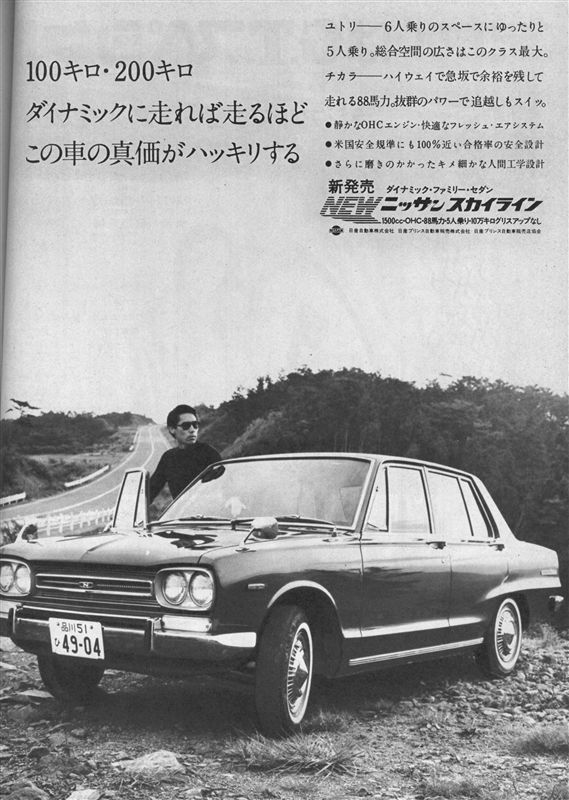 100キロ・200キロ
ダイナミックに走れば走るほど
この車の真価がハッキリする
ユトリ──6人乗りのスペースにゆったりと
5人乗り。総合空間の広さはこのクラス最大。
チカラ──ハイウェイで急坂で余裕を残して
走れる88馬力。抜群のパワーで追越しもスイッ。
●静かなOHCエンジン・快適なフレッシュ・エアシステム
●米国安全規準にも100%近い合格率の安全設計
●さらに磨きのかかったキメ細かな人間工学設計
新発売 ダイナミック・ファミリー・セダン
NEW ニッサン スカイライン
1500cc・OHC・88馬力・5人乗り・10万キログリスアップなし
日産自動車株式会社 日産プリンス自動車販売株式会社 日産プリンス自動車販売店協会
N
品川51
ひ 49-04